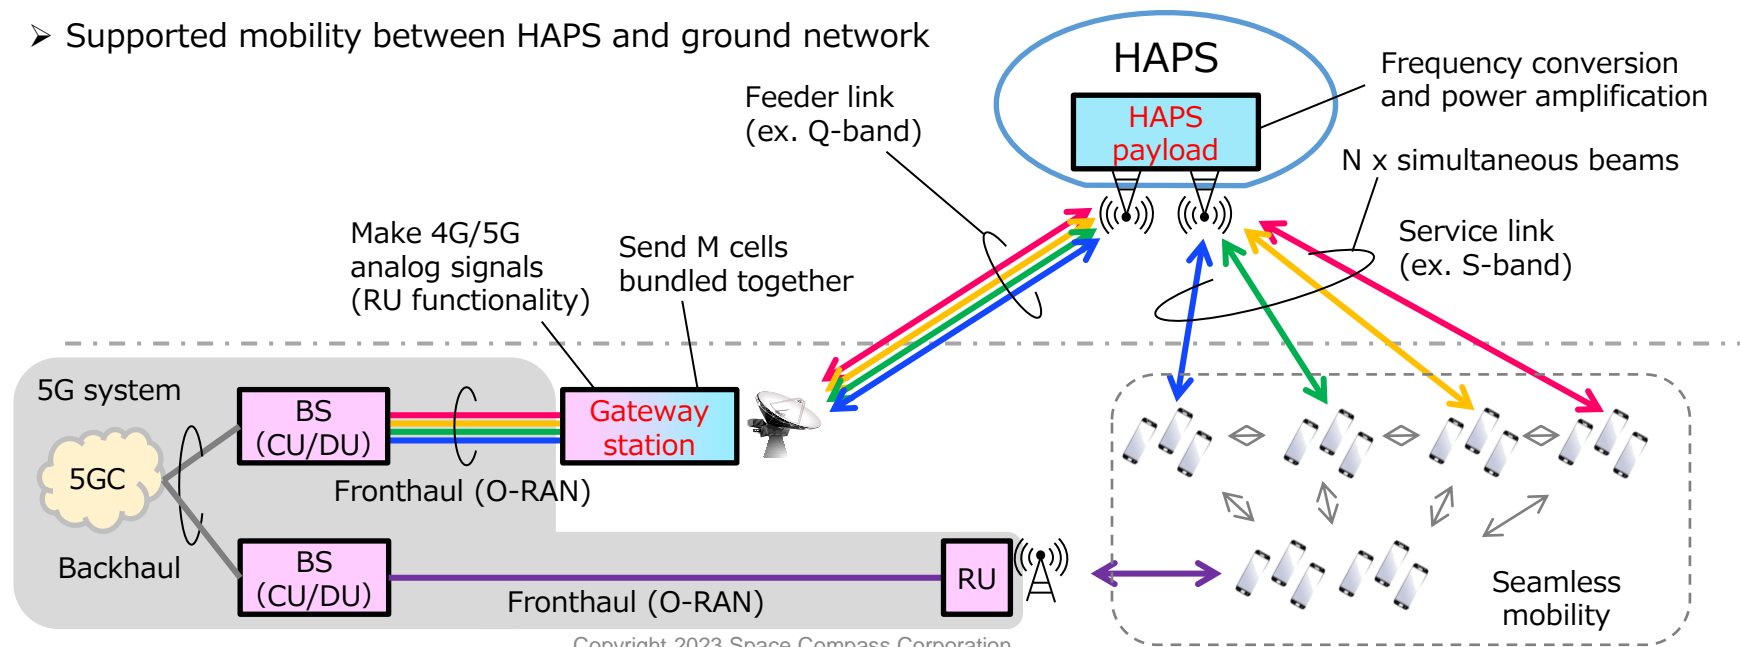 ➢ Supported mobility between HAPS and ground network
HAPS
HAPS
payload
Frequency conversion
and power amplification
Feeder link
(ex. Q-band)
N x simultaneous beams
Service link
(ex. S-band)
Make 4G/5G
analog signals
(RU functionality)
Send M cells
bundled together
5G system
BS
(CU/DU)
Gateway
station
5GC
Fronthaul (O-RAN)
Backhaul
BS
(CU/DU)
Fronthaul (O-RAN)
RU
Seamless
mobility
Copyright 2023 Space Compass Corporation